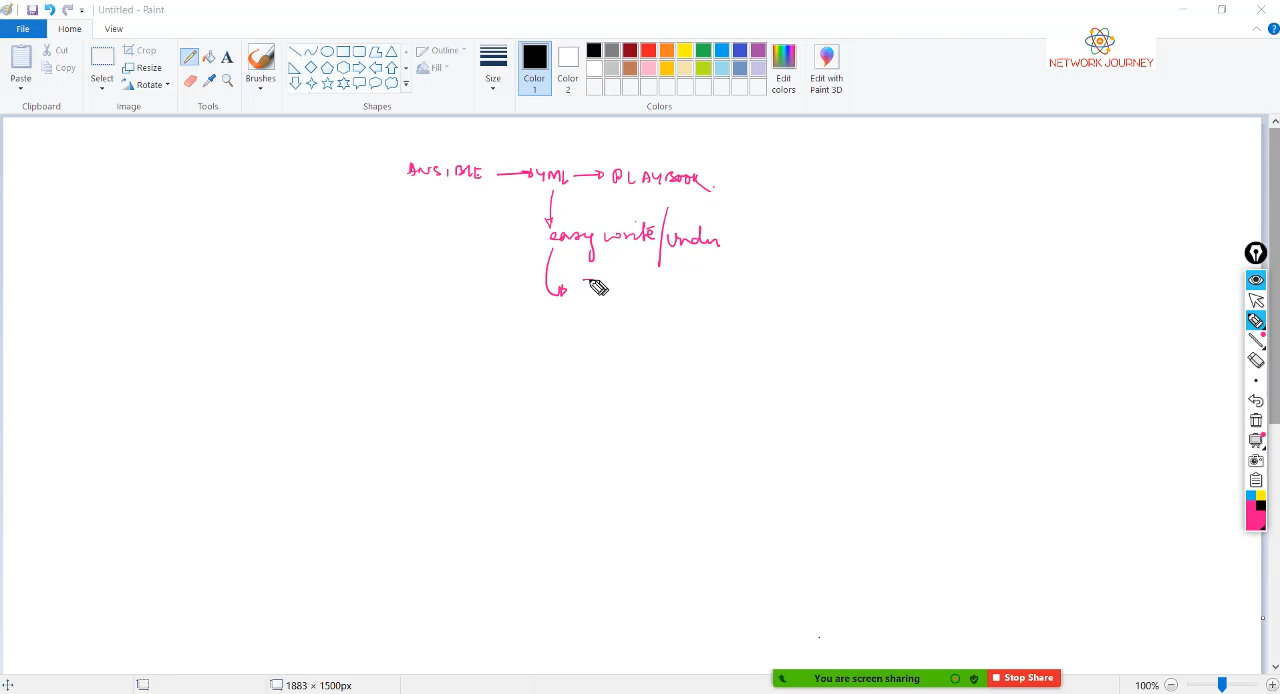 Untitled - Paint
File Home View
Paste
Cut
Copy
Clipboard
Select
Crop
Resize
Rotate
Image
Tools
Brushes
Shapes
Outline
Fill
Size
Color 1
Color 2
Colors
Edit colors
Edit with Paint 3D
NETWORK JOURNEY
ANSIBLE → YML → PLAYBOOK.
easy write/under
You are screen sharing Stop Share
1883 × 1500px
100%